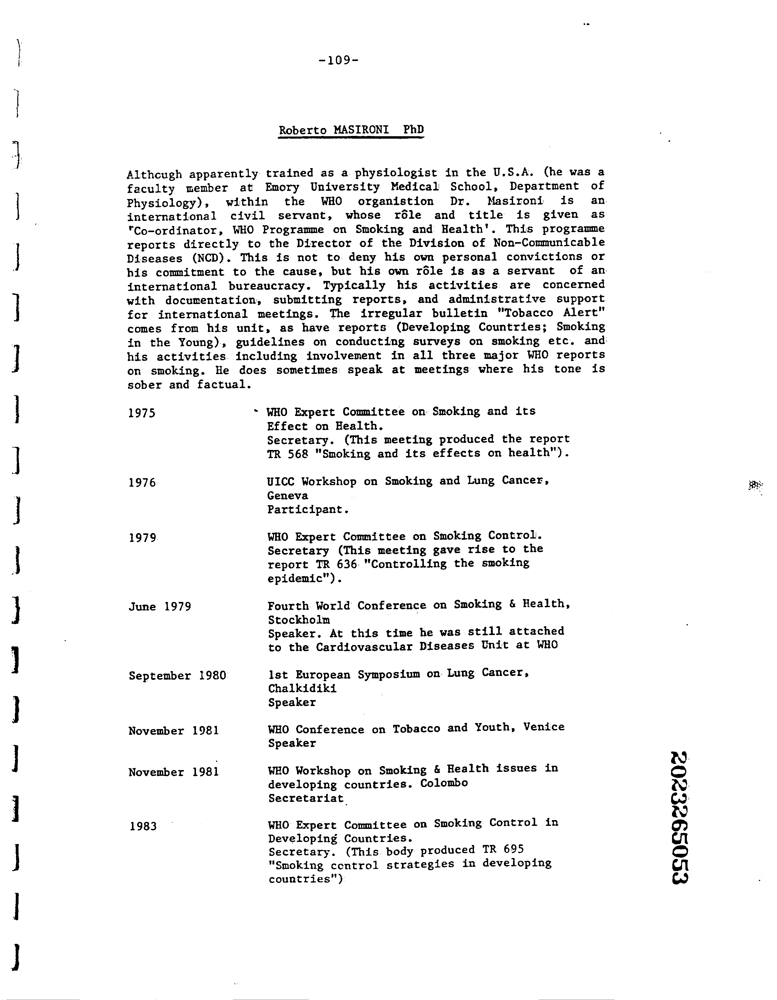 -109-
Roberto MASIRONI PhD
Althcugh apparently trained as a physiologist in the U.S.A. (he was a
faculty member at Emory University Medical School, Department of
Physiology), within the WHO organistion Dr. Masironi is an
international civil servant, whose rôle and title is given as
'Co-ordinator, WHO Programme on Smoking and Health'. This programme
reports directly to the Director of the Division of Non-Communicable
Diseases (NCD). This is not to deny his own personal convictions or
his commitment to the cause, but his own rôle is as a servant of an
international bureaucracy. Typically his activities are concerned
with documentation, submitting reports, and administrative support
fcr international meetings. The irregular bulletin "Tobacco Alert"
comes from his unit, as have reports (Developing Countries; Smoking
in the Young), guidelines on conducting surveys on smoking etc. and
his activities including involvement in all three major WHO reports
on smoking. He does sometimes speak at meetings where his tone is
sober and factual.
1975 WHO Expert Committee on Smoking and its
Effect on Health.
Secretary. (This meeting produced the report
TR 568 "Smoking and its effects on health").
1976 UICC Workshop on Smoking and Lung Cancer,
Geneva
Participant.
1979 WHO Expert Committee on Smoking Control.
Secretary (This meeting gave rise to the
report TR 636 "Controlling the smoking
epidemic").
June 1979 Fourth World Conference on Smoking & Health,
Stockholm
Speaker. At this time he was still attached
to the Cardiovascular Diseases Unit at WHO
September 1980 1st European Symposium on Lung Cancer,
Chalkidiki
Speaker
November 1981 WHO Conference on Tobacco and Youth, Venice
Speaker
November 1981 WHO Workshop on Smoking & Health issues in
developing countries. Colombo
Secretariat
1983 WHO Expert Committee on Smoking Control in
Developing Countries.
Secretary. (This body produced TR 695
"Smoking control strategies in developing
countries")
2023265053